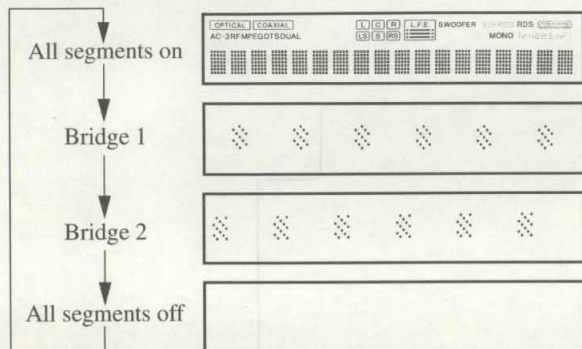 OPTICAL COAXIAL L C R L.F.E. SWOOFER STEREO RDS
All segments on
AC-3RFMPEGDTSDUAL LS S RS MONO
Bridge 1
Bridge 2
All segments off